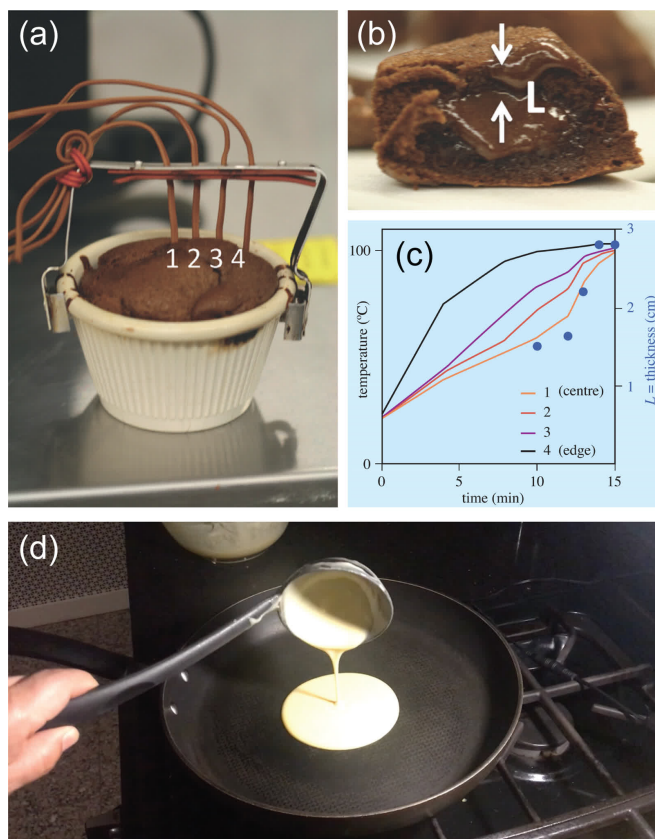 (a)
1 2 3 4
(b)
L
(c)
100
0
temperature (°C)
0 5 10 15
time (min)
3
2
1
L = thickness (cm)
1 (centre)
2
3
4 (edge)
(d)